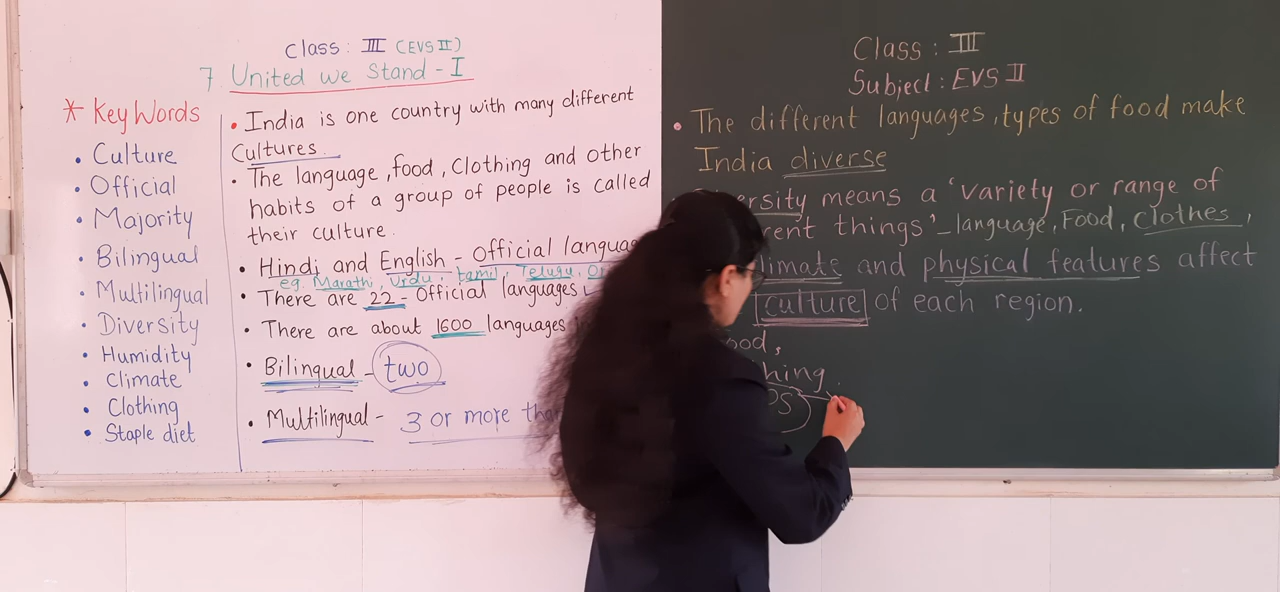 Class : III (EVS II)
7 United we Stand - I
* Key Words
• Culture
• Official
• Majority
• Bilingual
• Multilingual
• Diversity
• Humidity
• Climate
• Clothing
• Staple diet
• India is one country with many different
Cultures.
• The language, food, Clothing and other
habits of a group of people is called
their culture.
• Hindi and English - Official
eg. Marathi, Urdu, tamil, Telugu,
• There are 22 - Official languages
• There are about 1600 languages
• Bilingual - two
• Multilingual - 3 or more
Class : III
Subject : EVS II
• The different languages, types of food make
India diverse
means a 'variety or range of
things' - language, Food, Clothes,
and physical features affect
culture of each region.